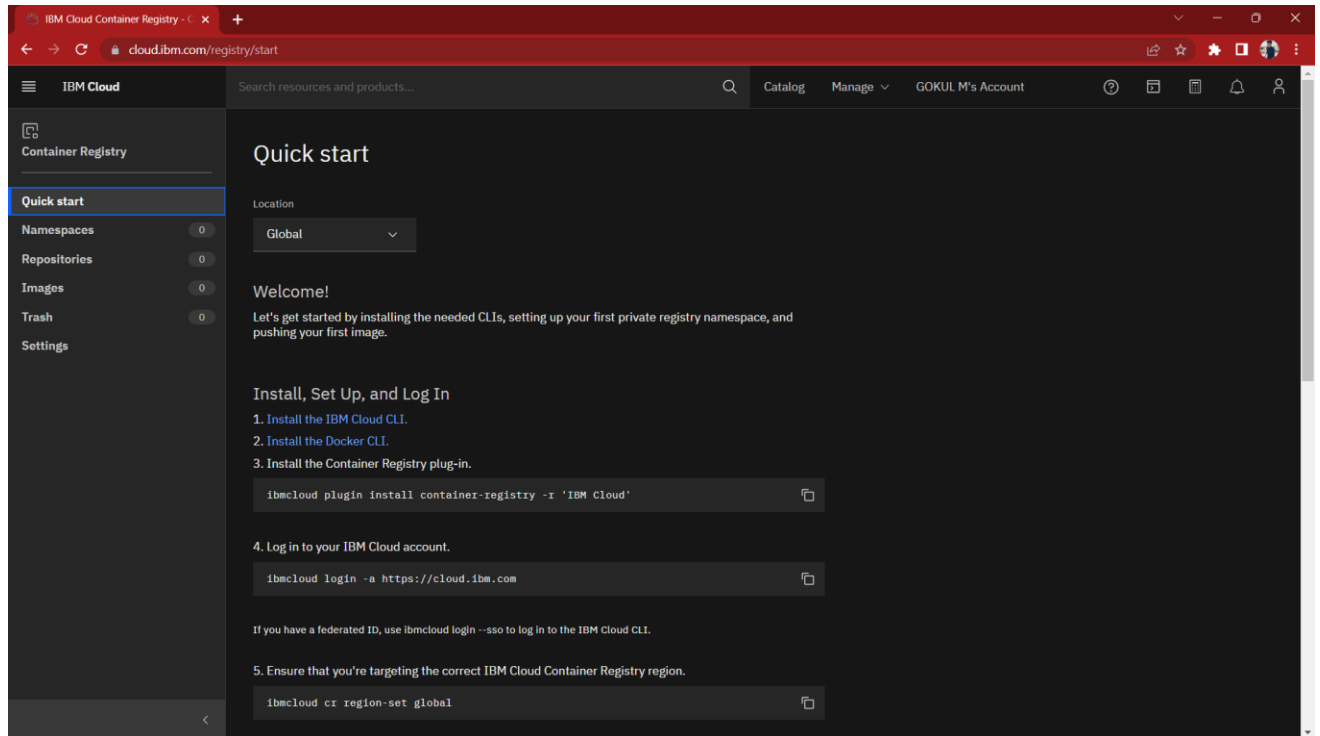 IBM Cloud Container Registry - C
cloud.ibm.com/registry/start
IBM Cloud
Search resources and products...
Catalog
Manage
GOKUL M's Account
Container Registry
Quick start
Namespaces 0
Repositories 0
Images 0
Trash 0
Settings
Quick start
Location
Global
Welcome!
Let's get started by installing the needed CLIs, setting up your first private registry namespace, and
pushing your first image.
Install, Set Up, and Log In
1. Install the IBM Cloud CLI.
2. Install the Docker CLI.
3. Install the Container Registry plug-in.
ibmcloud plugin install container-registry -r 'IBM Cloud'
4. Log in to your IBM Cloud account.
ibmcloud login -a https://cloud.ibm.com
If you have a federated ID, use ibmcloud login --sso to log in to the IBM Cloud CLI.
5. Ensure that you're targeting the correct IBM Cloud Container Registry region.
ibmcloud cr region-set global